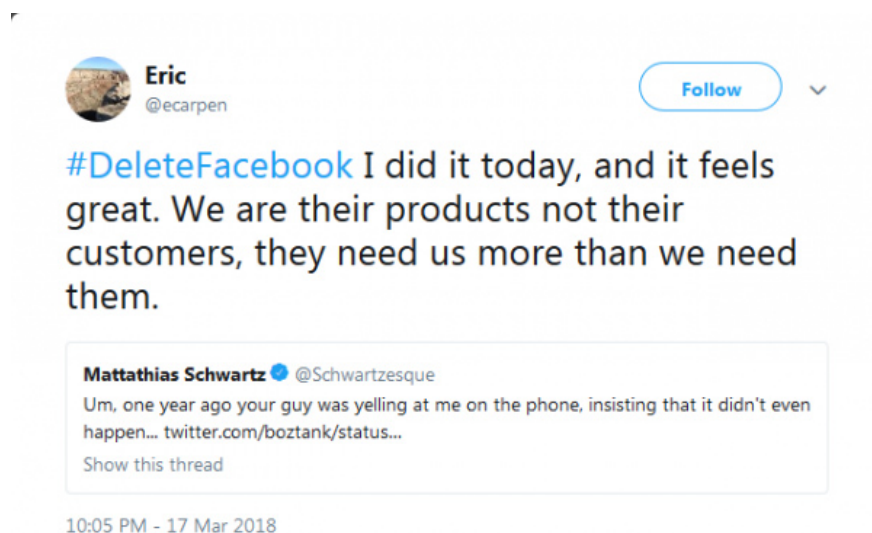 Eric
@ecarpen
Follow
#DeleteFacebook I did it today, and it feels
great. We are their products not their
customers, they need us more than we need
them.
Mattathias Schwartz @Schwartzesque
Um, one year ago your guy was yelling at me on the phone, insisting that it didn't even
happen... twitter.com/boztank/status...
Show this thread
10:05 PM - 17 Mar 2018